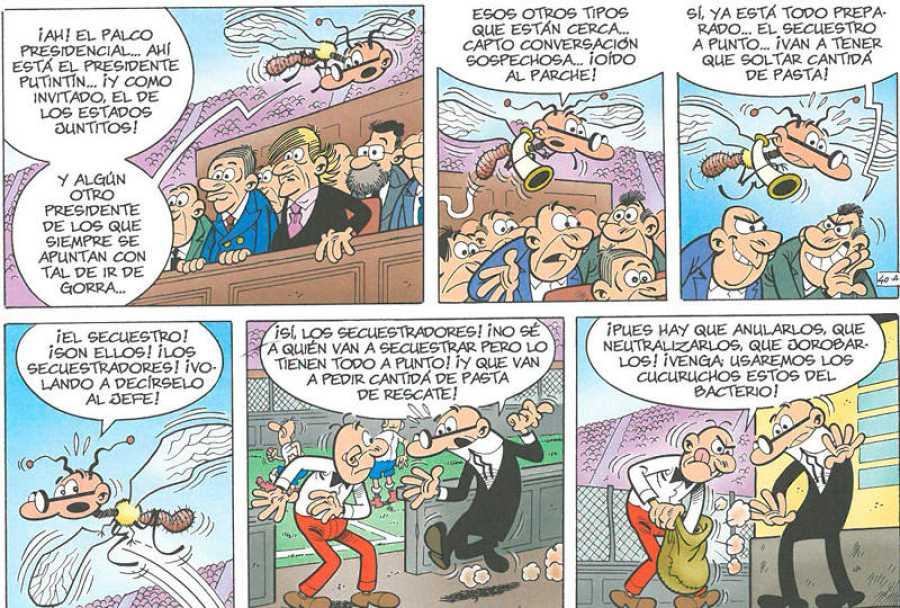 ¡AH! EL PALCO
PRESIDENCIAL... AHÍ
ESTÁ EL PRESIDENTE
PUTINTÍN... ¡Y COMO
INVITADO, EL DE
LOS ESTADOS
JUNTITOS!
Y ALGÚN
OTRO
PRESIDENTE
DE LOS QUE
SIEMPRE SE
APUNTAN CON
TAL DE IR DE
GORRA...
ESOS OTROS TIPOS
QUE ESTÁN CERCA...
CAPTO CONVERSACIÓN
SOSPECHOSA... ¡OÍDO
AL PARCHE!
SÍ, YA ESTÁ TODO PREPA-
RADO... EL SECUESTRO
A PUNTO... ¡VAN A TENER
QUE SOLTAR CANTIDÁ
DE PASTA!
40-A
¡EL SECUESTRO!
¡SON ELLOS! ¡LOS
SECUESTRADORES! ¡VO-
LANDO A DECÍRSELO
AL JEFE!
¡SÍ, LOS SECUESTRADORES! ¡NO SÉ
A QUIÉN VAN A SECUESTRAR PERO LO
TIENEN TODO A PUNTO! ¡Y QUE VAN
A PEDIR CANTIDÁ DE PASTA
DE RESCATE!
¡PUES HAY QUE ANULARLOS, QUE
NEUTRALIZARLOS, QUE JOROBAR-
LOS! ¡VENGA; USAREMOS LOS
CUCURUCHOS ESTOS DEL
BACTERIO!